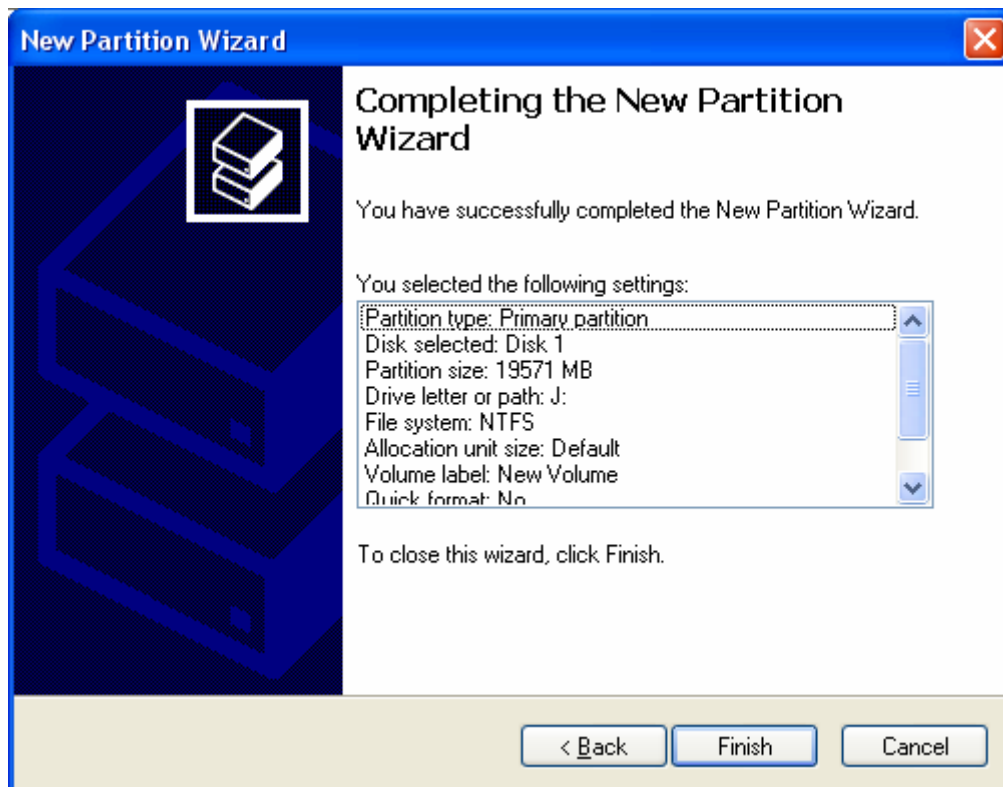 New Partition Wizard
Completing the New Partition
Wizard
You have successfully completed the New Partition Wizard.
You selected the following settings:
Partition type: Primary partition
Disk selected: Disk 1
Partition size: 19571 MB
Drive letter or path: J:
File system: NTFS
Allocation unit size: Default
Volume label: New Volume
Quick format: No
To close this wizard, click Finish.
< Back
Finish
Cancel